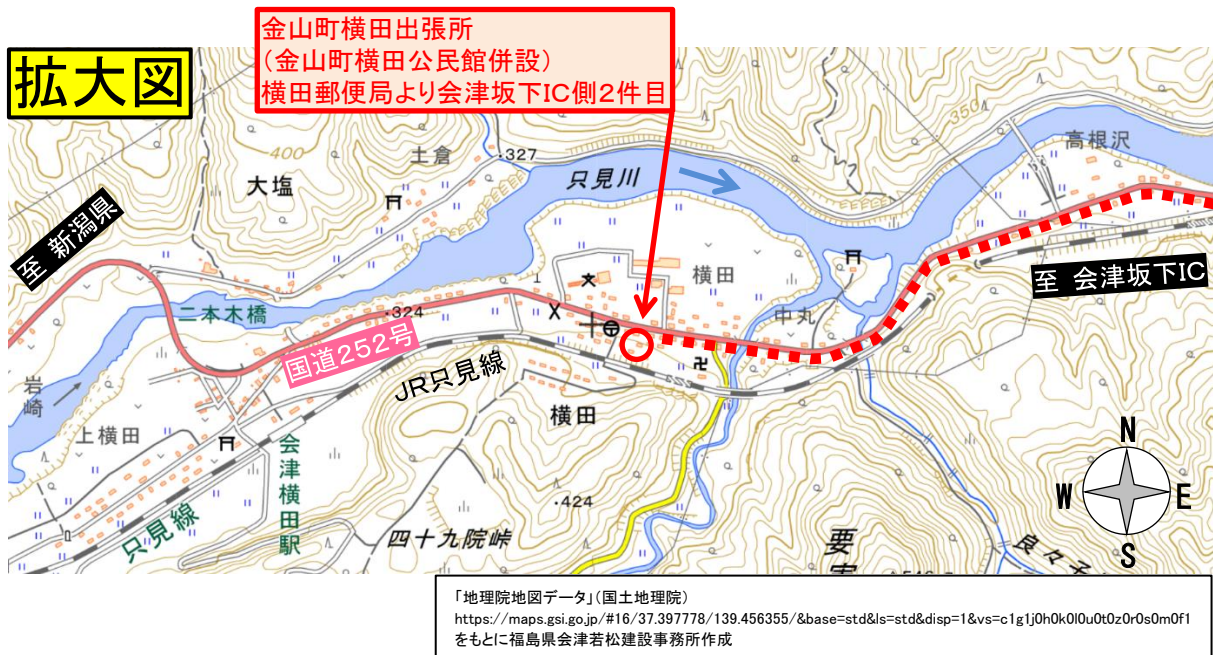 拡大図
金山町横田出張所
(金山町横田公民館併設)
横田郵便局より会津坂下IC側2件目
350
高根沢
土倉
・327
400
大塩
只見川
至 新潟県
横田
至 会津坂下IC
二本木橋
・324
中丸
国道252号
岩崎
JR只見線
上横田
横田
会津横田駅
N
W
E
S
・424
只見線
四十九院峠
要害
良々子
「地理院地図データ」(国土地理院)
https://maps.gsi.go.jp/#16/37.397778/139.456355/&base=std&ls=std&disp=1&vs=c1g1j0h0k0l0u0t0z0r0s0m0f1
をもとに福島県会津若松建設事務所作成